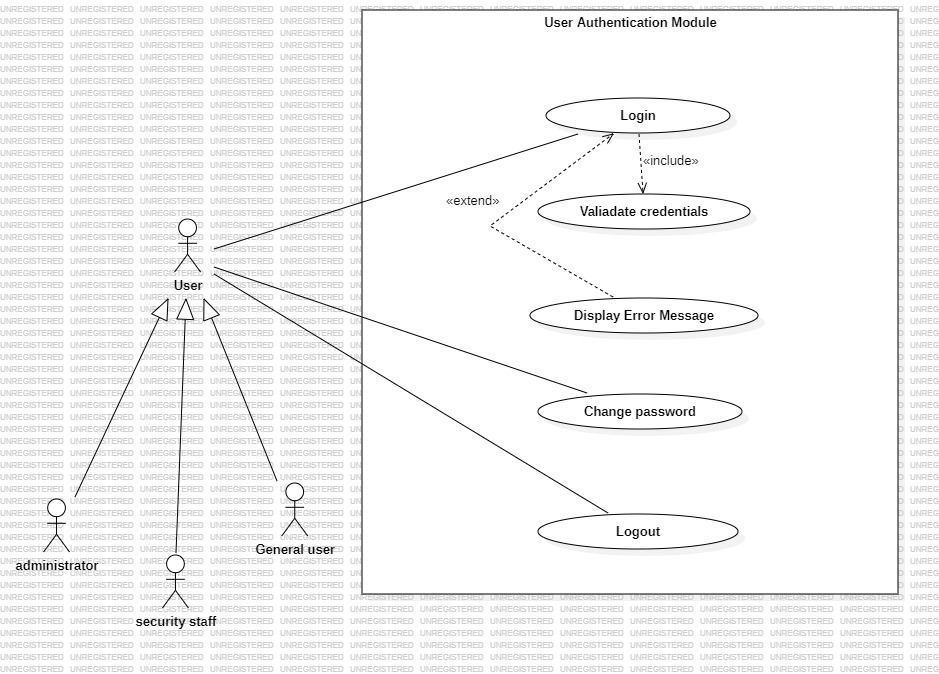 User Authentication Module
Login
«include»
«extend»
Valiadate credentials
User
Display Error Message
Change password
Logout
General user
administrator
security staff
UNREGISTERED